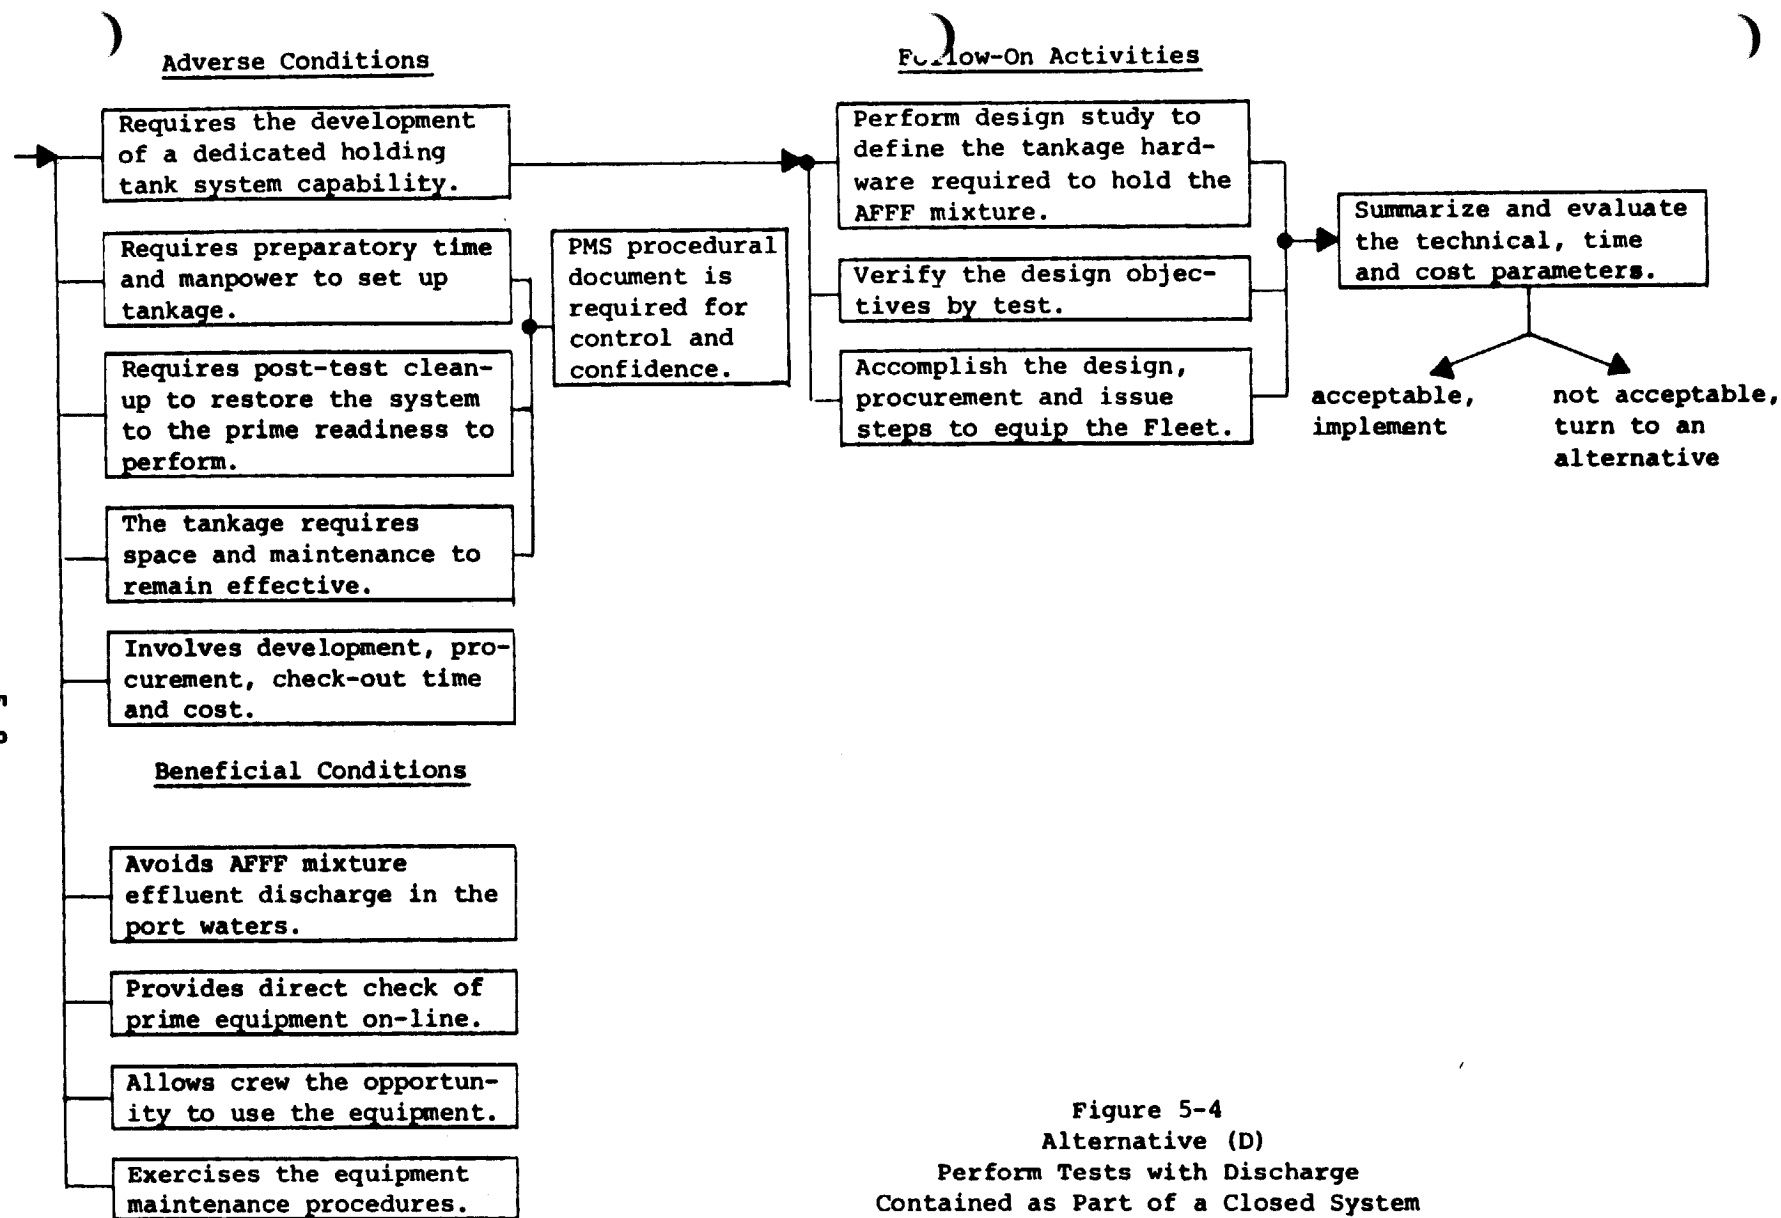 Adverse Conditions
Requires the development
of a dedicated holding
tank system capability.
Requires preparatory time
and manpower to set up
tankage.
Requires post-test clean-
up to restore the system
to the prime readiness to
perform.
The tankage requires
space and maintenance to
remain effective.
Involves development, pro-
curement, check-out time
and cost.
PMS procedural
document is
required for
control and
confidence.
Beneficial Conditions
Avoids AFFF mixture
effluent discharge in the
port waters.
Provides direct check of
prime equipment on-line.
Allows crew the opportun-
ity to use the equipment.
Exercises the equipment
maintenance procedures.
Follow-On Activities
Perform design study to
define the tankage hard-
ware required to hold the
AFFF mixture.
Verify the design objec-
tives by test.
Accomplish the design,
procurement and issue
steps to equip the Fleet.
Summarize and evaluate
the technical, time
and cost parameters.
acceptable,
implement
not acceptable,
turn to an
alternative
Figure 5-4
Alternative (D)
Perform Tests with Discharge
Contained as Part of a Closed System